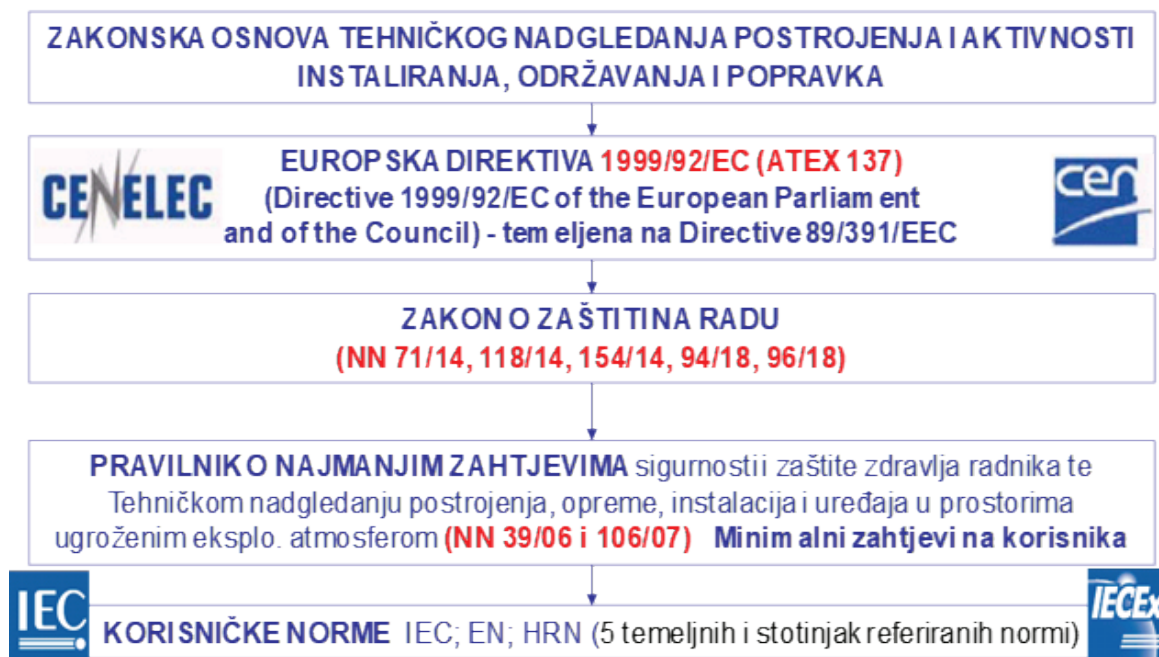 ZAKONSKA OSNOVA TEHNIČKOG NADGLEDANJA POSTROJENJA I AKTIVNOSTI
INSTALIRANJA, ODRŽAVANJA I POPRAVKA
CENELEC
EUROPSKA DIREKTIVA 1999/92/EC (ATEX 137)
(Directive 1999/92/EC of the European Parliament
and of the Council) - temeljena na Directive 89/391/EEC
cen
ZAKON O ZAŠTITI NA RADU
(NN 71/14, 118/14, 154/14, 94/18, 96/18)
PRAVILNIK O NAJMANJIM ZAHTJEVIMA sigurnosti i zaštite zdravlja radnika te
Tehničkom nadgledanju postrojenja, opreme, instalacija i uređaja u prostorima
ugroženim eksplo. atmosferom (NN 39/06 i 106/07) Minimalni zahtjevi na korisnika
IEC
IECEx
KORISNIČKE NORME IEC; EN; HRN (5 temeljnih i stotinjak referiranih normi)